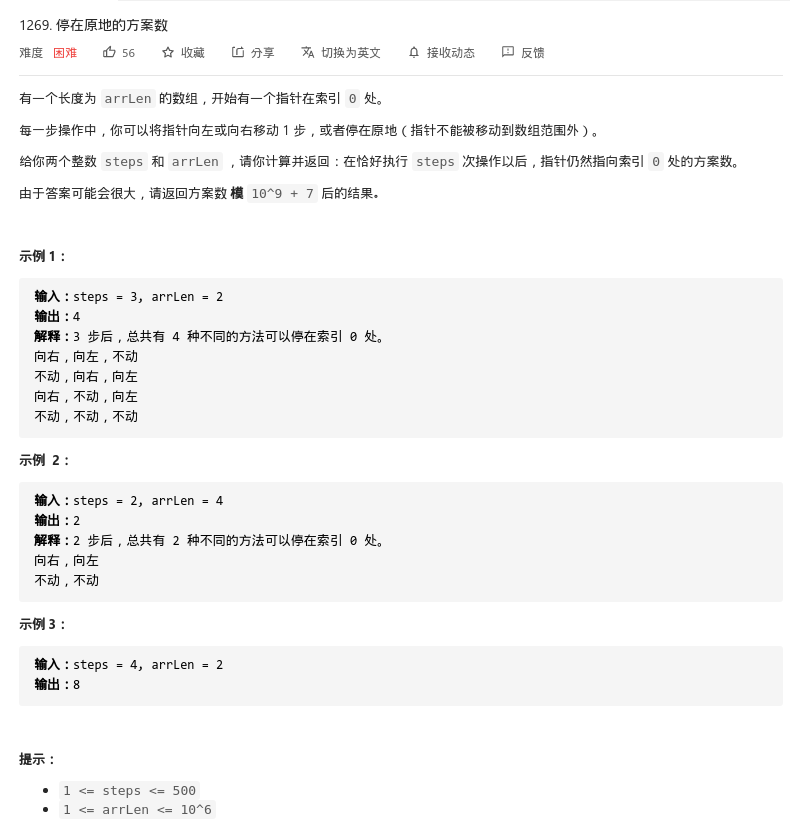 1269. 停在原地的方案数
难度 困难 56 收藏 分享 切换为英文 接收动态 反馈
有一个长度为 arrLen 的数组，开始有一个指针在索引 0 处。
每一步操作中，你可以将指针向左或向右移动 1 步，或者停在原地（指针不能被移动到数组范围外）。
给你两个整数 steps 和 arrLen ，请你计算并返回：在恰好执行 steps 次操作以后，指针仍然指向索引 0 处的方案数。
由于答案可能会很大，请返回方案数 模 10^9 + 7 后的结果。
示例 1：
输入：steps = 3, arrLen = 2
输出：4
解释：3 步后，总共有 4 种不同的方法可以停在索引 0 处。
向右，向左，不动
不动，向右，向左
向右，不动，向左
不动，不动，不动
示例 2：
输入：steps = 2, arrLen = 4
输出：2
解释：2 步后，总共有 2 种不同的方法可以停在索引 0 处。
向右，向左
不动，不动
示例 3：
输入：steps = 4, arrLen = 2
输出：8
提示：
1 <= steps <= 500
1 <= arrLen <= 10^6